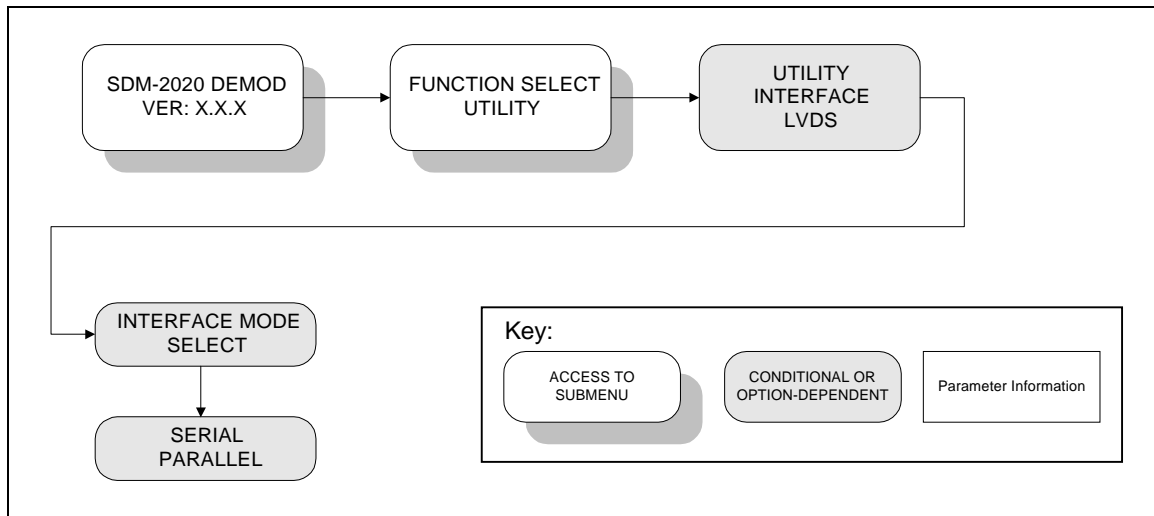 SDM-2020 DEMOD
VER: X.X.X
FUNCTION SELECT
UTILITY
UTILITY
INTERFACE
LVDS
INTERFACE MODE
SELECT
SERIAL
PARALLEL
Key:
ACCESS TO
SUBMENU
CONDITIONAL OR
OPTION-DEPENDENT
Parameter Information